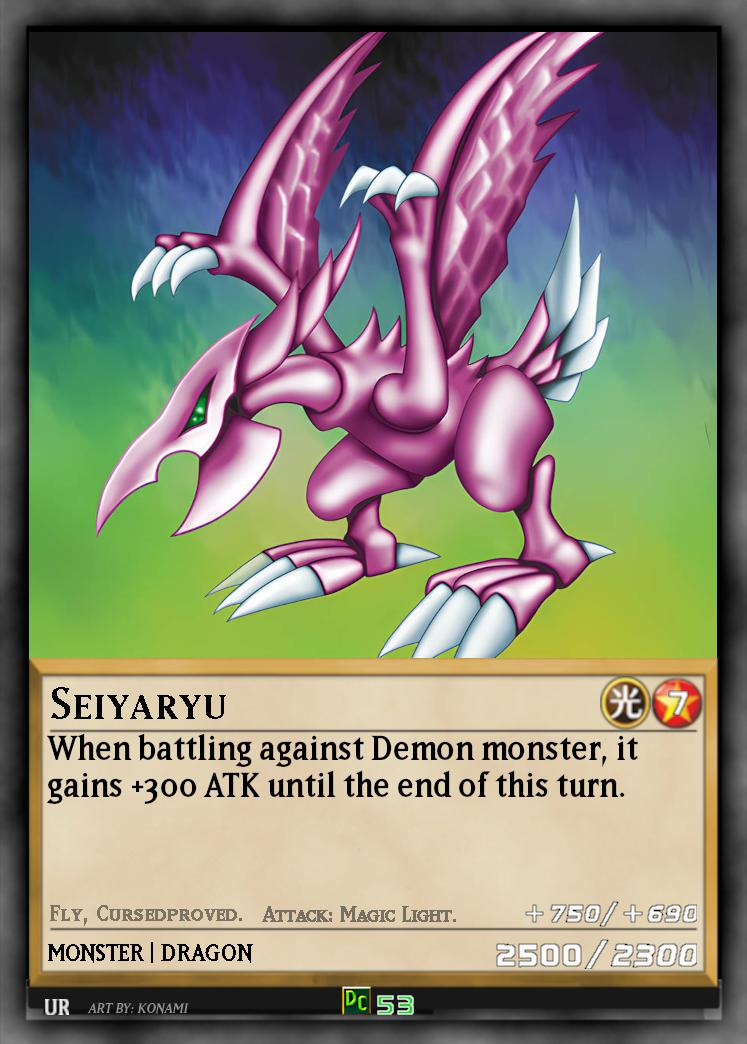 SEIYARYU 光 7
When battling against Demon monster, it
gains +300 ATK until the end of this turn.
FLY, CURSEDPROVED. ATTACK: MAGIC LIGHT. +750/+690
MONSTER | DRAGON 2500/2300
UR ART BY: KONAMI DC 53